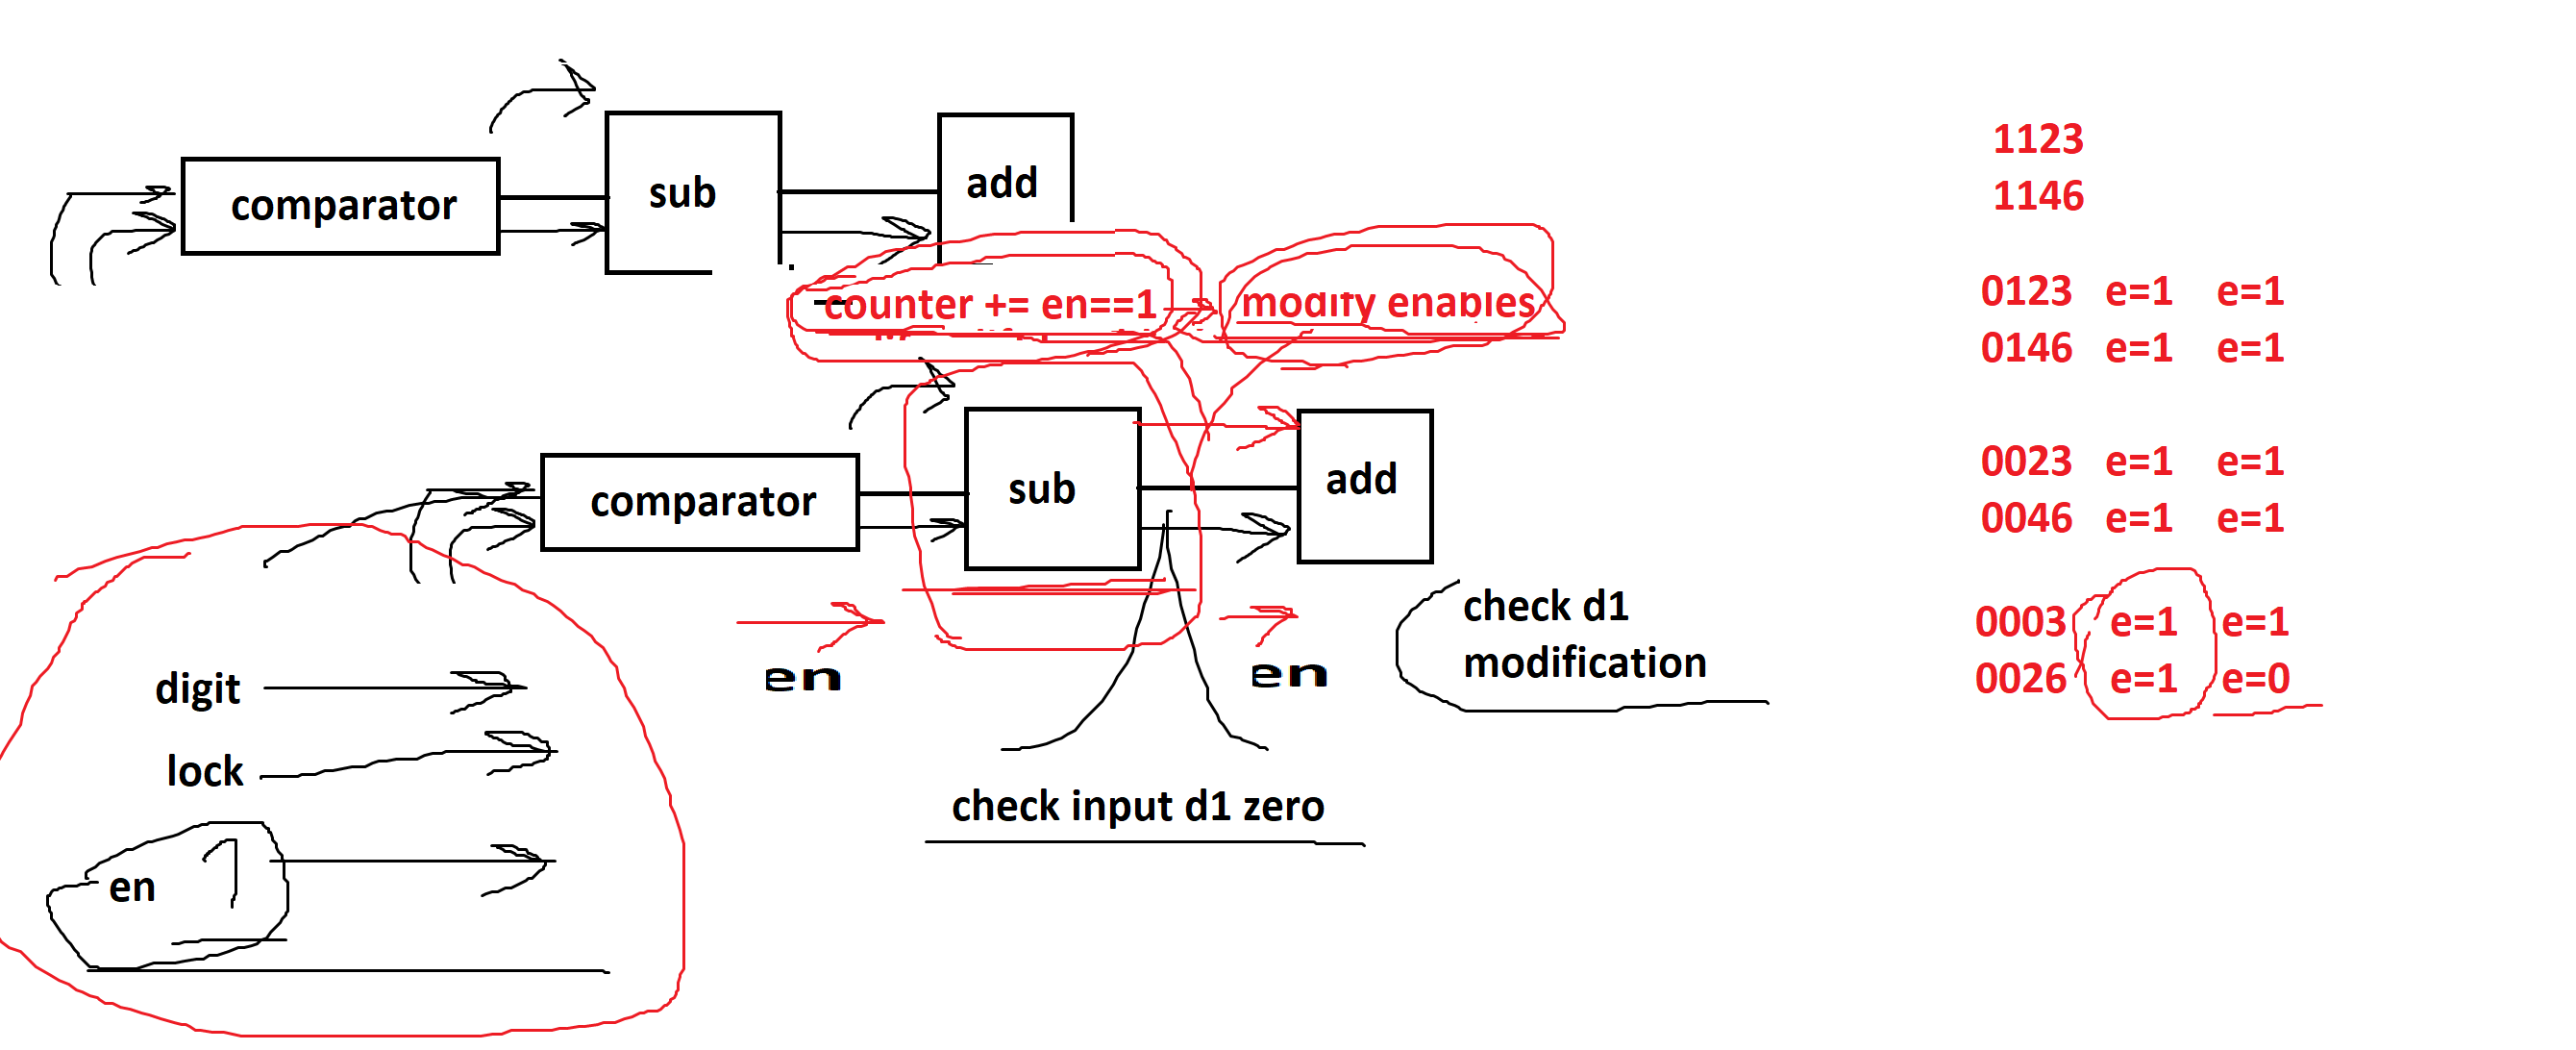 comparator
sub
add
counter += en==1
modify enables
comparator
sub
add
en
en
digit
lock
en 1
check input d1 zero
check d1
modification
1123
1146
0123 e=1 e=1
0146 e=1 e=1
0023 e=1 e=1
0046 e=1 e=1
0003 e=1 e=1
0026 e=1 e=0